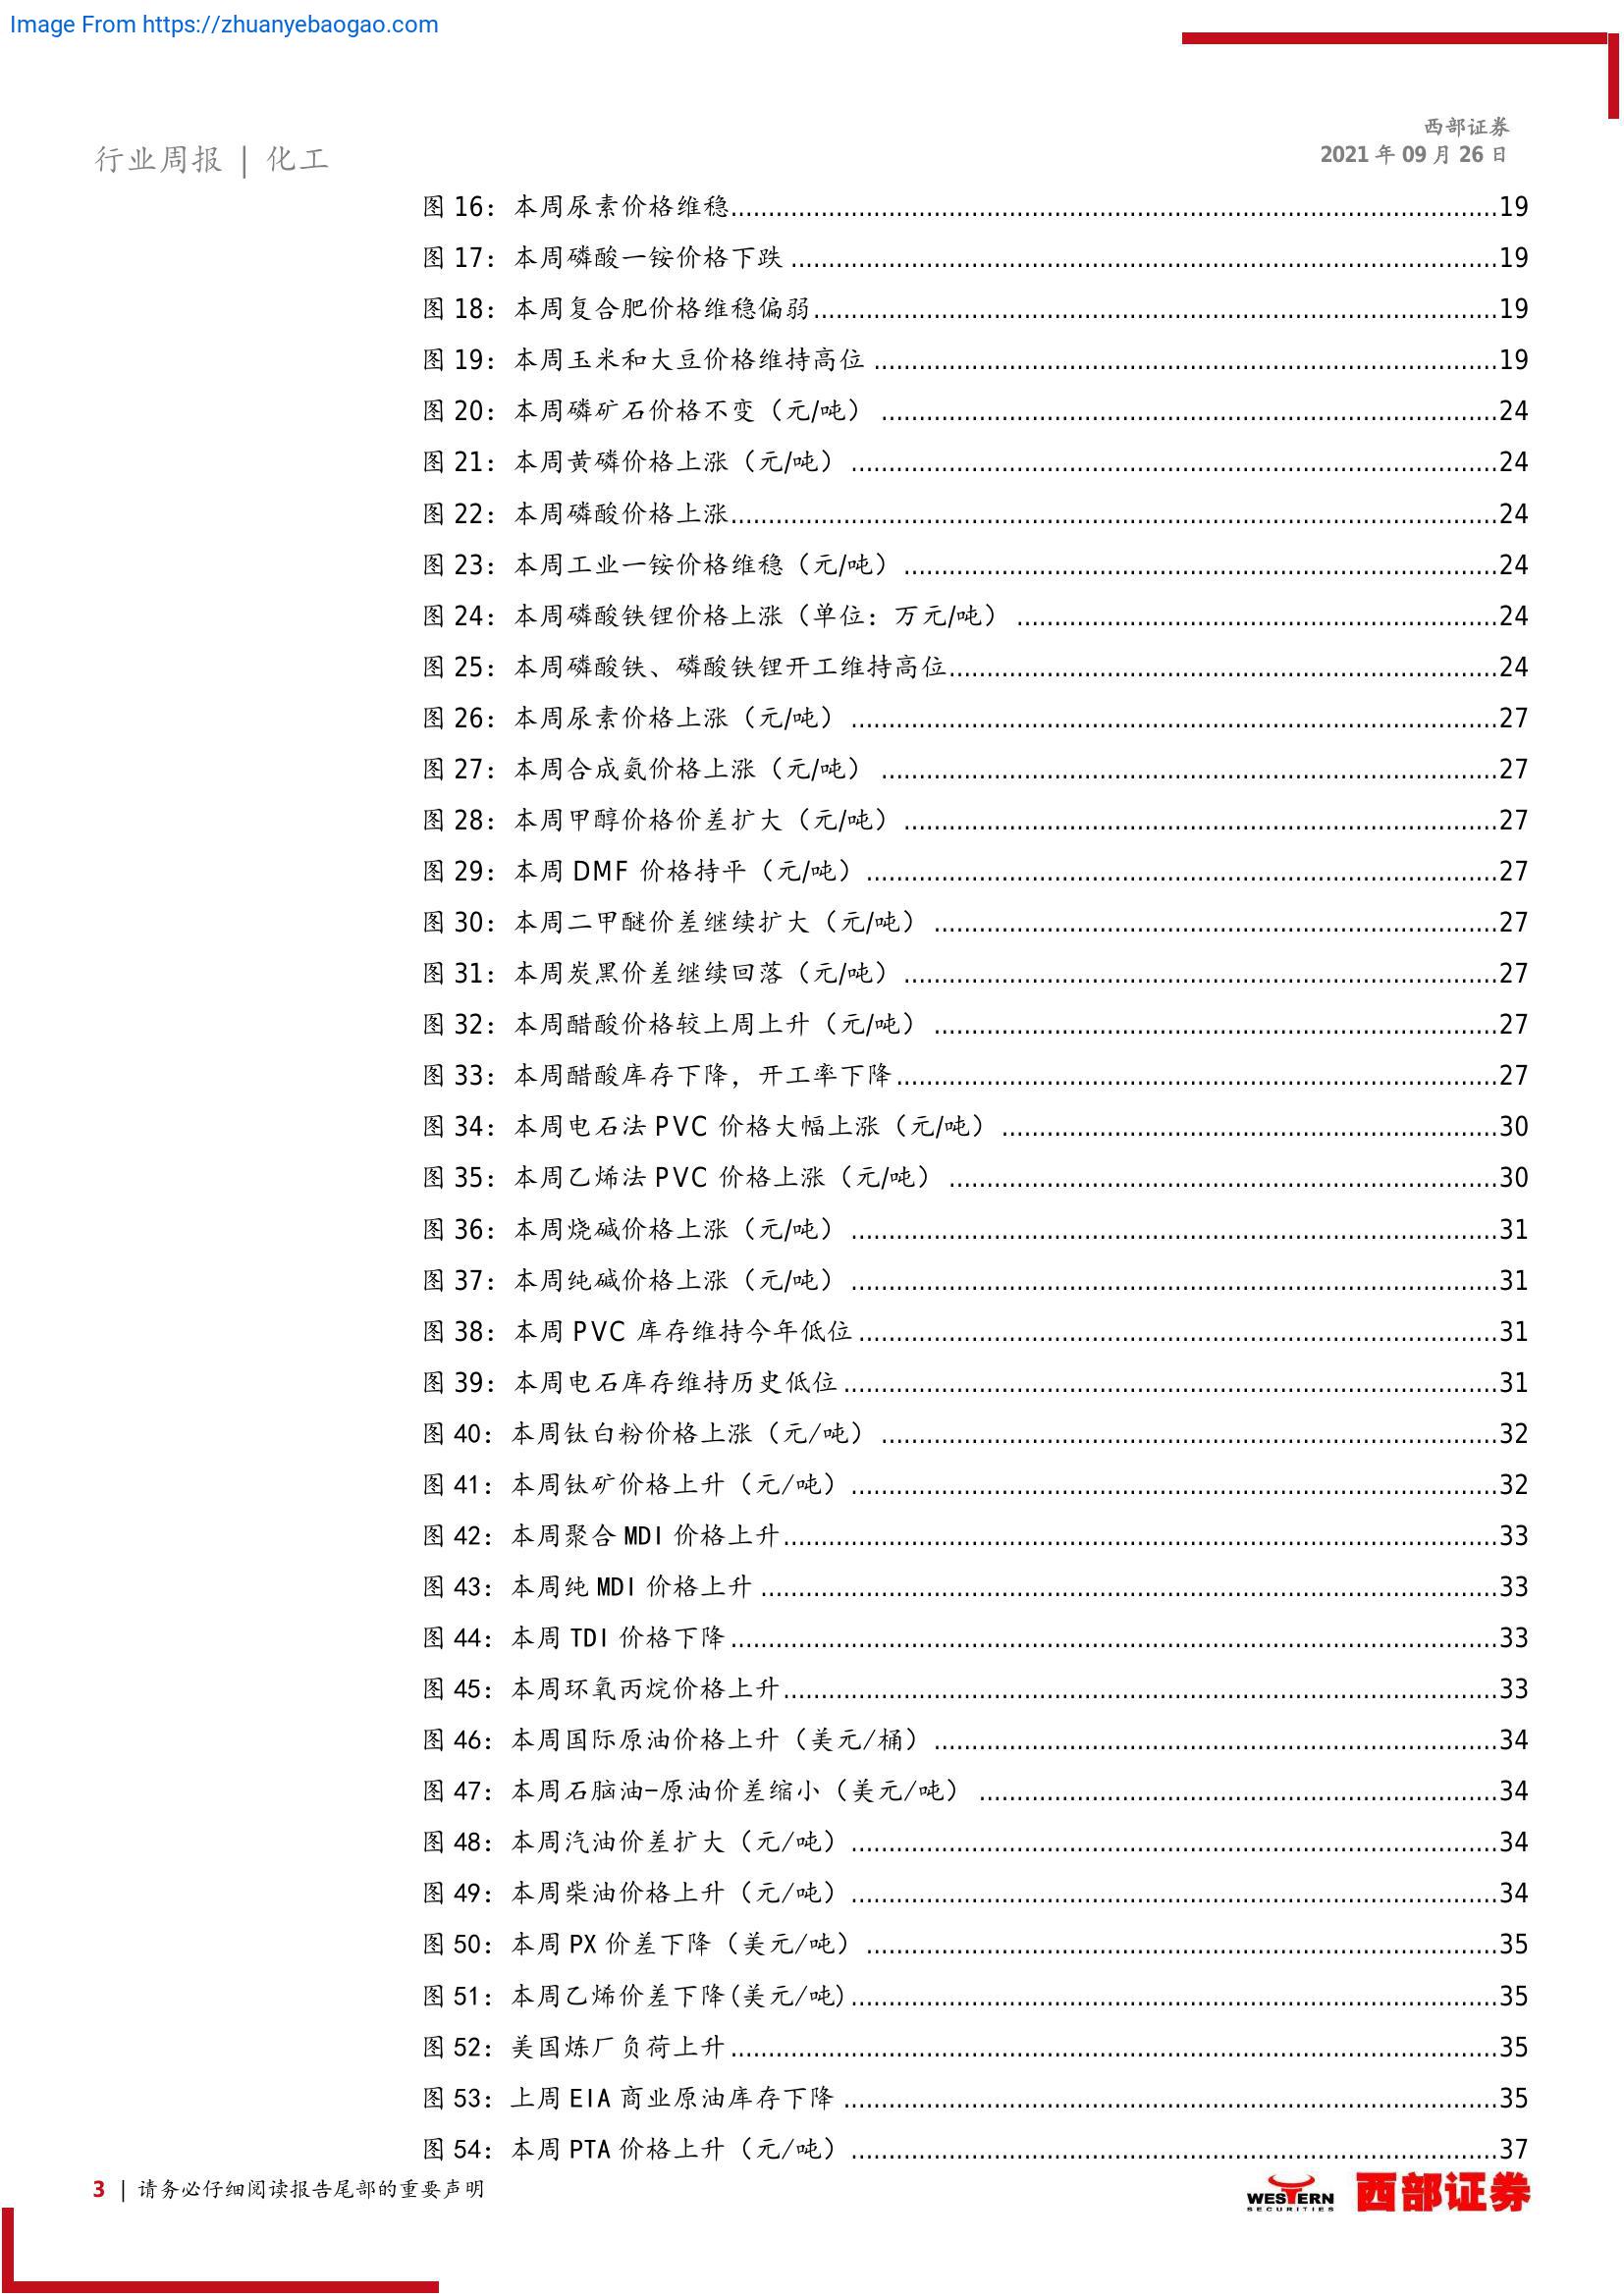 Image From https://zhuanyebaogao.com
西部证券
行业周报 | 化工
2021 年 09 月 26 日
图 16：本周尿素价格维稳........19
图 17：本周磷酸一铵价格下跌........19
图 18：本周复合肥价格维稳偏弱........19
图 19：本周玉米和大豆价格维持高位........19
图 20：本周磷矿石价格不变（元/吨）........24
图 21：本周黄磷价格上涨（元/吨）........24
图 22：本周磷酸价格上涨........24
图 23：本周工业一铵价格维稳（元/吨）........24
图 24：本周磷酸铁锂价格上涨（单位：万元/吨）........24
图 25：本周磷酸铁、磷酸铁锂开工维持高位........24
图 26：本周尿素价格上涨（元/吨）........27
图 27：本周合成氨价格上涨（元/吨）........27
图 28：本周甲醇价格价差扩大（元/吨）........27
图 29：本周 DMF 价格持平（元/吨）........27
图 30：本周二甲醚价差继续扩大（元/吨）........27
图 31：本周炭黑价差继续回落（元/吨）........27
图 32：本周醋酸价格较上周上升（元/吨）........27
图 33：本周醋酸库存下降，开工率下降........27
图 34：本周电石法 PVC 价格大幅上涨（元/吨）........30
图 35：本周乙烯法 PVC 价格上涨（元/吨）........30
图 36：本周烧碱价格上涨（元/吨）........31
图 37：本周纯碱价格上涨（元/吨）........31
图 38：本周 PVC 库存维持今年低位........31
图 39：本周电石库存维持历史低位........31
图 40：本周钛白粉价格上涨（元/吨）........32
图 41：本周钛矿价格上升（元/吨）........32
图 42：本周聚合 MDI 价格上升........33
图 43：本周纯 MDI 价格上升........33
图 44：本周 TDI 价格下降........33
图 45：本周环氧丙烷价格上升........33
图 46：本周国际原油价格上升（美元/桶）........34
图 47：本周石脑油-原油价差缩小（美元/吨）........34
图 48：本周汽油价差扩大（元/吨）........34
图 49：本周柴油价格上升（元/吨）........34
图 50：本周 PX 价差下降（美元/吨）........35
图 51：本周乙烯价差下降(美元/吨)........35
图 52：美国炼厂负荷上升........35
图 53：上周 EIA 商业原油库存下降........35
图 54：本周 PTA 价格上升（元/吨）........37
3 | 请务必仔细阅读报告尾部的重要声明
WESTERN
SECURITIES
西部证券